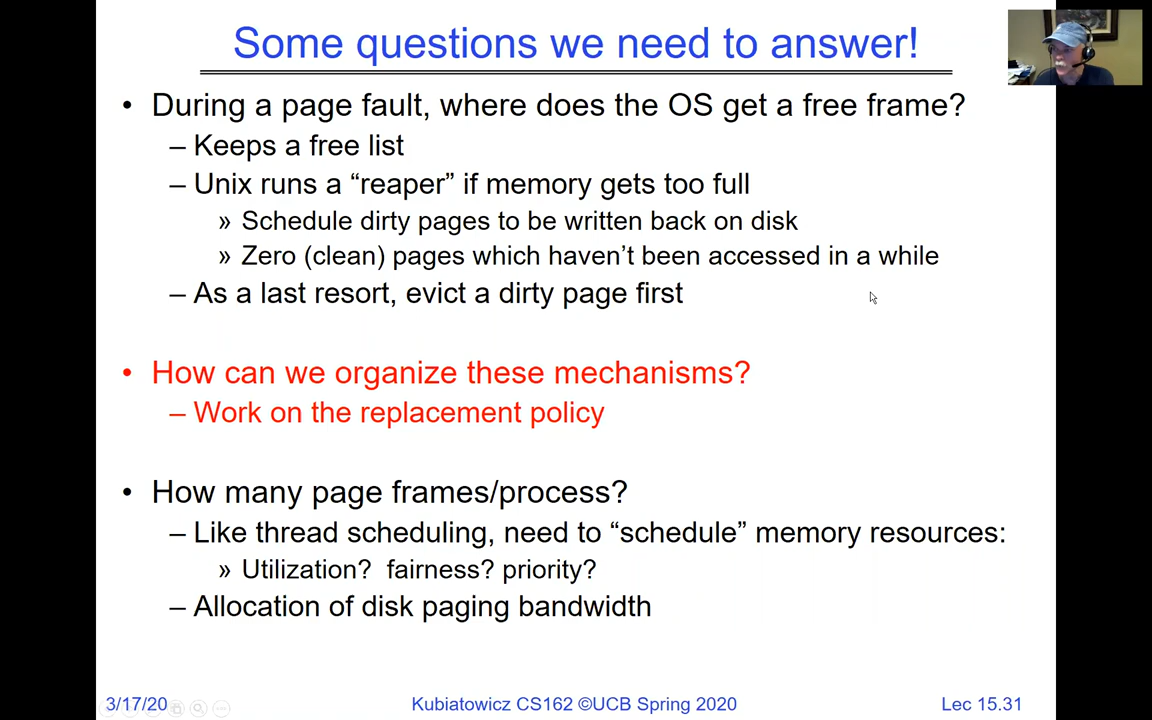 Some questions we need to answer!
• During a page fault, where does the OS get a free frame?
– Keeps a free list
– Unix runs a “reaper” if memory gets too full
» Schedule dirty pages to be written back on disk
» Zero (clean) pages which haven’t been accessed in a while
– As a last resort, evict a dirty page first
• How can we organize these mechanisms?
– Work on the replacement policy
• How many page frames/process?
– Like thread scheduling, need to “schedule” memory resources:
» Utilization? fairness? priority?
– Allocation of disk paging bandwidth
3/17/20
Kubiatowicz CS162 ©UCB Spring 2020
Lec 15.31